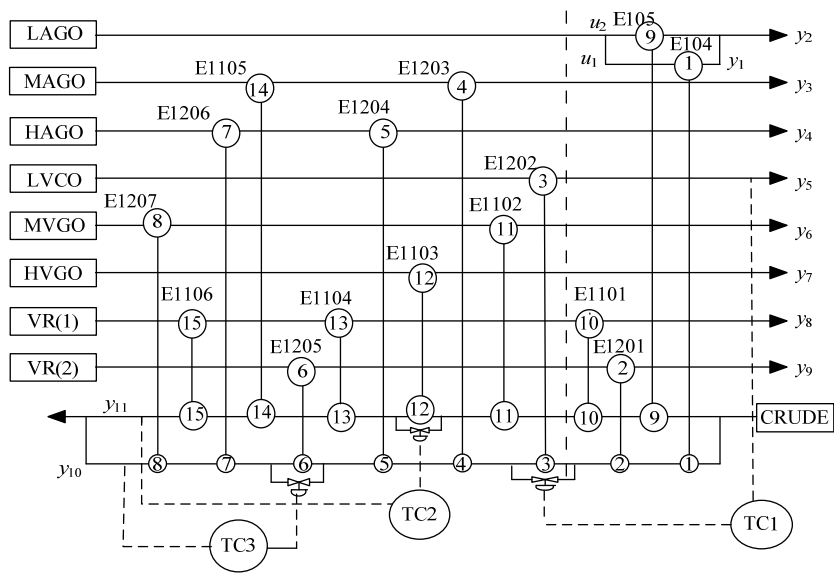 LAGO u2 E105 9 y2
u1 E104 1 y1
MAGO E1105 14 E1203 4 y3
HAGO E1206 7 E1204 5 y4
LVCO E1202 3 y5
MVGO E1207 8 E1102 11 y6
HVGO E1103 12 y7
VR(1) E1106 15 E1104 13 E1101 10 y8
VR(2) E1205 6 E1201 2 y9
y11 15 14 13 12 11 10 9 CRUDE
y10 8 7 6 5 4 3 2 1
TC3 TC2 TC1